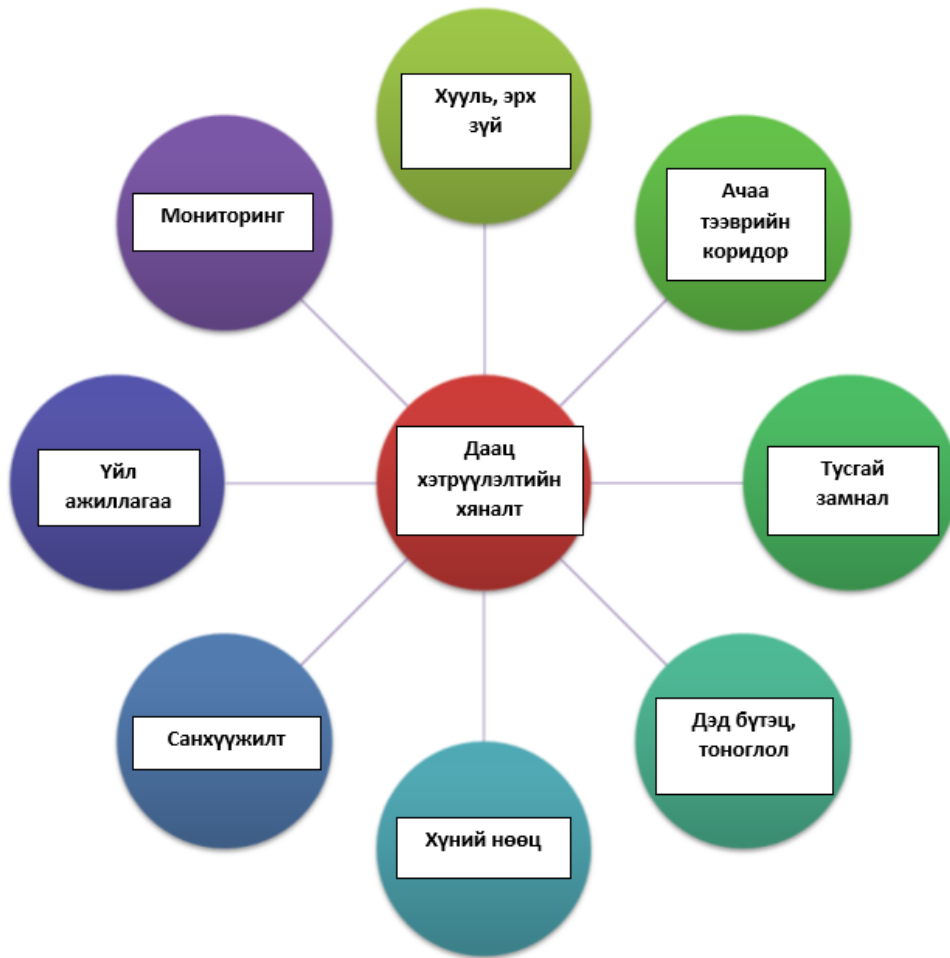 Хууль, эрх
зүй
Ачаа
тээврийн
коридор
Мониторинг
Даац
хэтрүүлэлтийн
хяналт
Үйл
ажиллагаа
Тусгай
замнал
Санхүүжилт
Дэд бүтэц,
тоноглол
Хүний нөөц